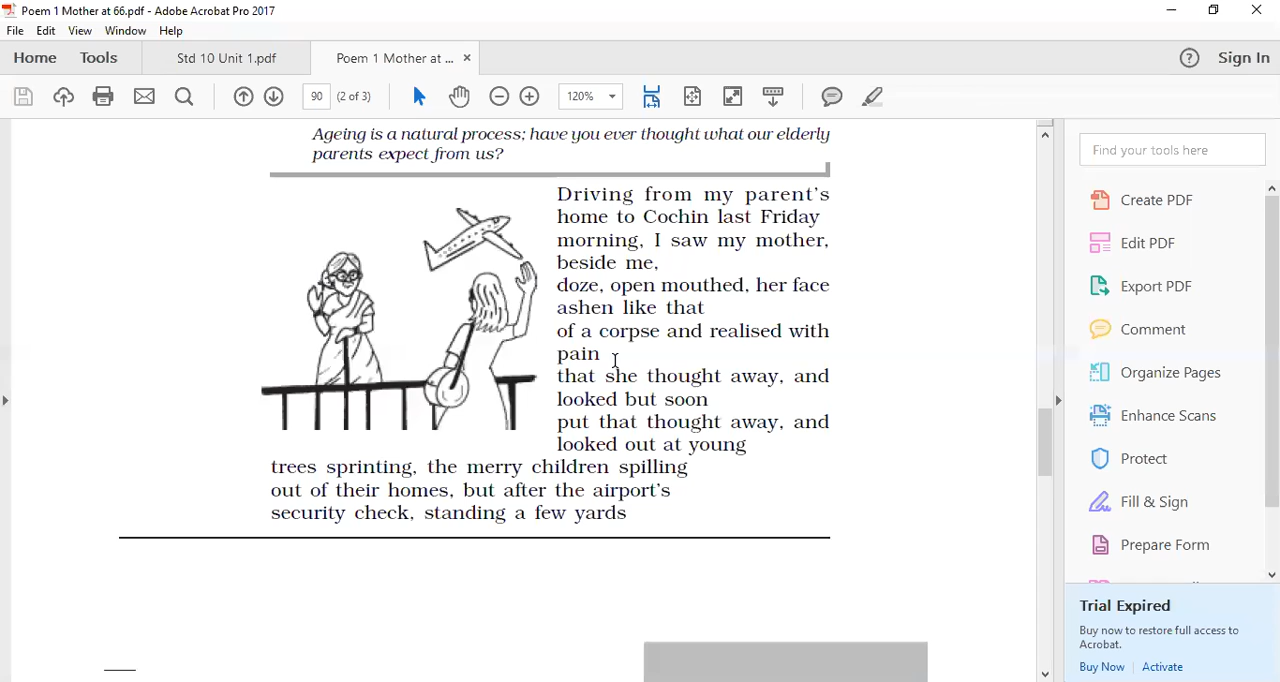 Poem 1 Mother at 66.pdf - Adobe Acrobat Pro 2017
File Edit View Window Help
Home Tools Std 10 Unit 1.pdf Poem 1 Mother at ... × ? Sign In
90 (2 of 3) 120%
Ageing is a natural process; have you ever thought what our elderly
parents expect from us?
Driving from my parent's
home to Cochin last Friday
morning, I saw my mother,
beside me,
doze, open mouthed, her face
ashen like that
of a corpse and realised with
pain
that she thought away, and
looked but soon
put that thought away, and
looked out at young
trees sprinting, the merry children spilling
out of their homes, but after the airport's
security check, standing a few yards
Find your tools here
Create PDF
Edit PDF
Export PDF
Comment
Organize Pages
Enhance Scans
Protect
Fill & Sign
Prepare Form
Trial Expired
Buy now to restore full access to
Acrobat.
Buy Now Activate